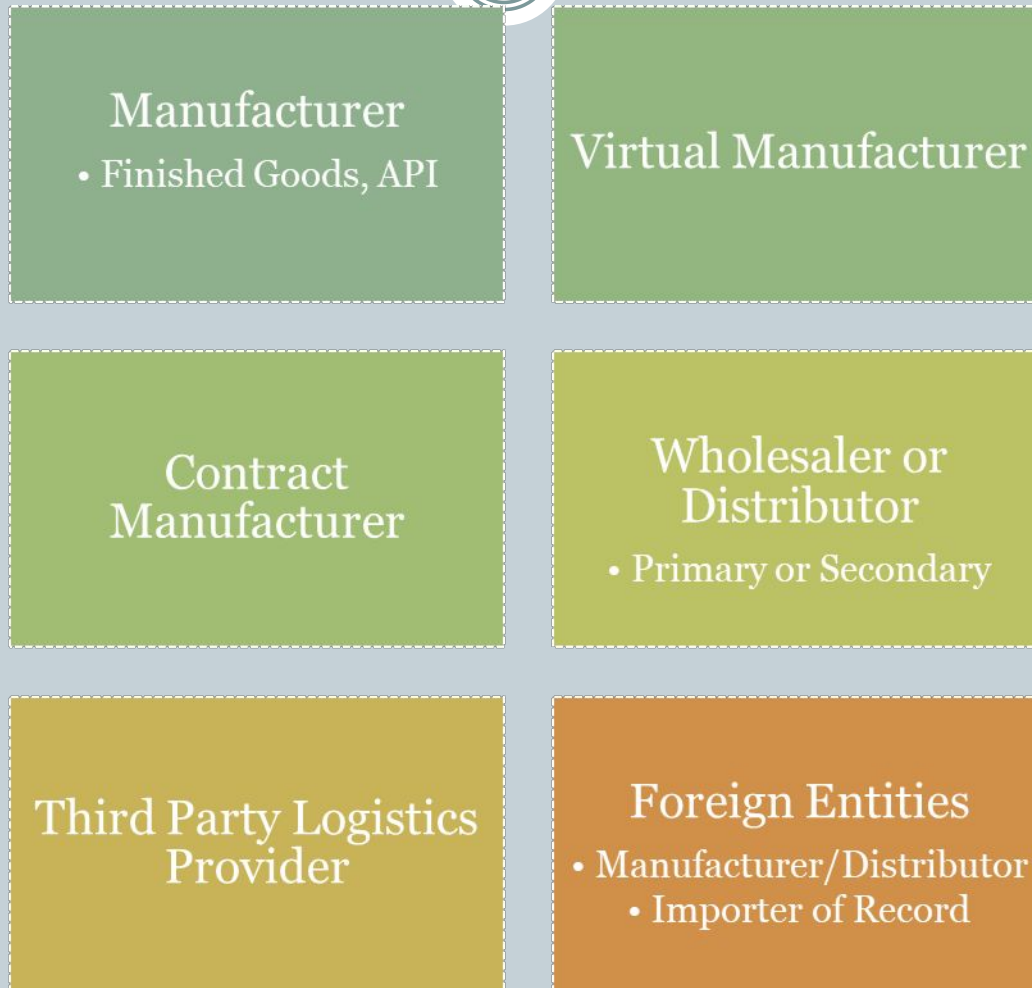 Manufacturer
• Finished Goods, API
Virtual Manufacturer
Contract
Manufacturer
Wholesaler or
Distributor
• Primary or Secondary
Third Party Logistics
Provider
Foreign Entities
• Manufacturer/Distributor
• Importer of Record